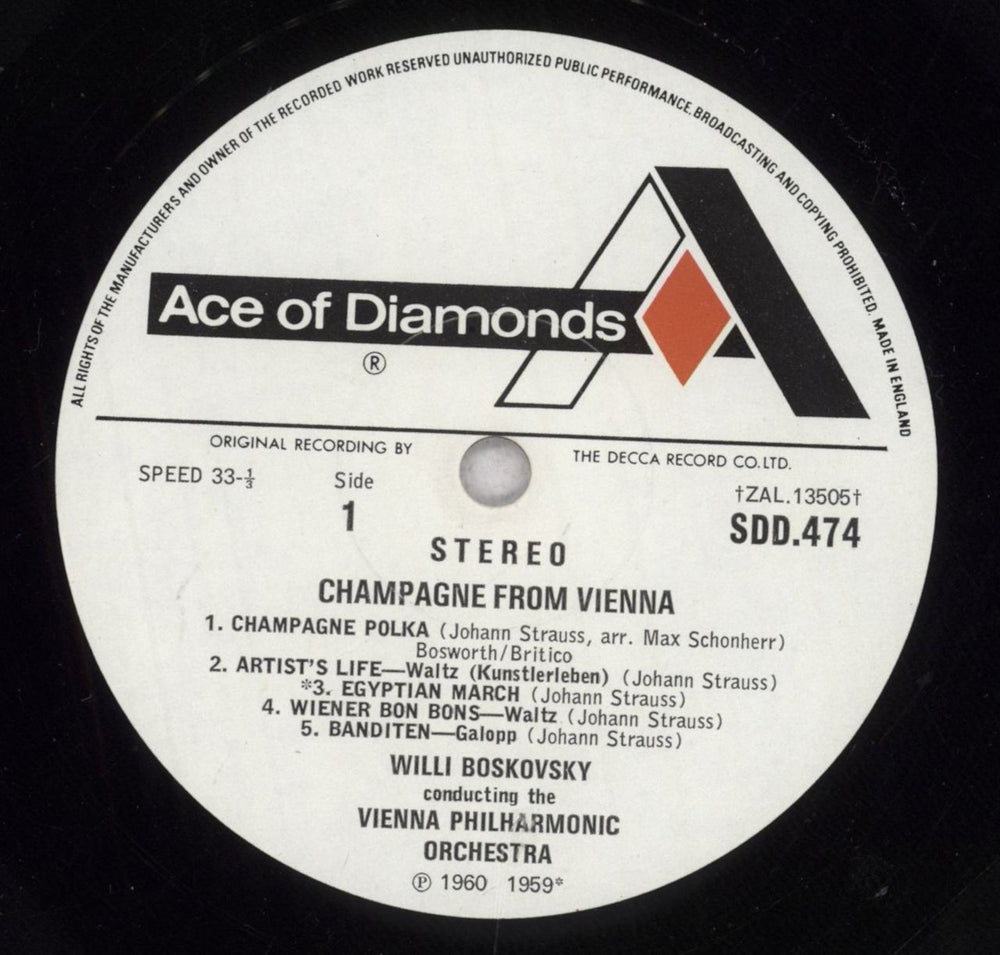 ALL RIGHTS OF THE MANUFACTURERS AND OWNER OF THE RECORDED WORK RESERVED UNAUTHORIZED PUBLIC PERFORMANCE, BROADCASTING AND COPYING PROHIBITED. MADE IN ENGLAND
Ace of Diamonds
®
ORIGINAL RECORDING BY THE DECCA RECORD CO. LTD.
SPEED 33-⅓ Side †ZAL.13505†
1 SDD.474
STEREO
CHAMPAGNE FROM VIENNA
1. CHAMPAGNE POLKA (Johann Strauss, arr. Max Schonherr)
Bosworth/Britico
2. ARTIST'S LIFE—Waltz (Kunstlerleben) (Johann Strauss)
*3. EGYPTIAN MARCH (Johann Strauss)
4. WIENER BON BONS—Waltz (Johann Strauss)
5. BANDITEN—Galopp (Johann Strauss)
WILLI BOSKOVSKY
conducting the
VIENNA PHILHARMONIC
ORCHESTRA
℗ 1960 1959*